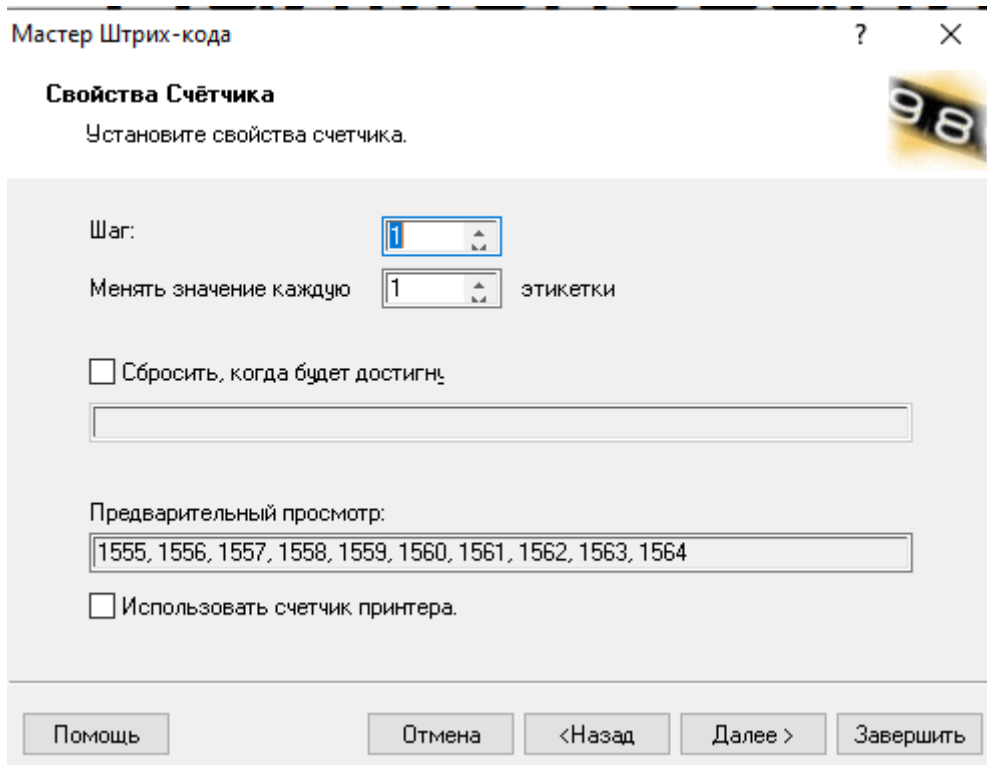 Мастер Штрих-кода ? ×
Свойства Счётчика
Установите свойства счетчика.
98
Шаг: 1
Менять значение каждую 1 этикетки
Сбросить, когда будет достигну
Предварительный просмотр:
1555, 1556, 1557, 1558, 1559, 1560, 1561, 1562, 1563, 1564
Использовать счетчик принтера.
Помощь Отмена <Назад Далее > Завершить